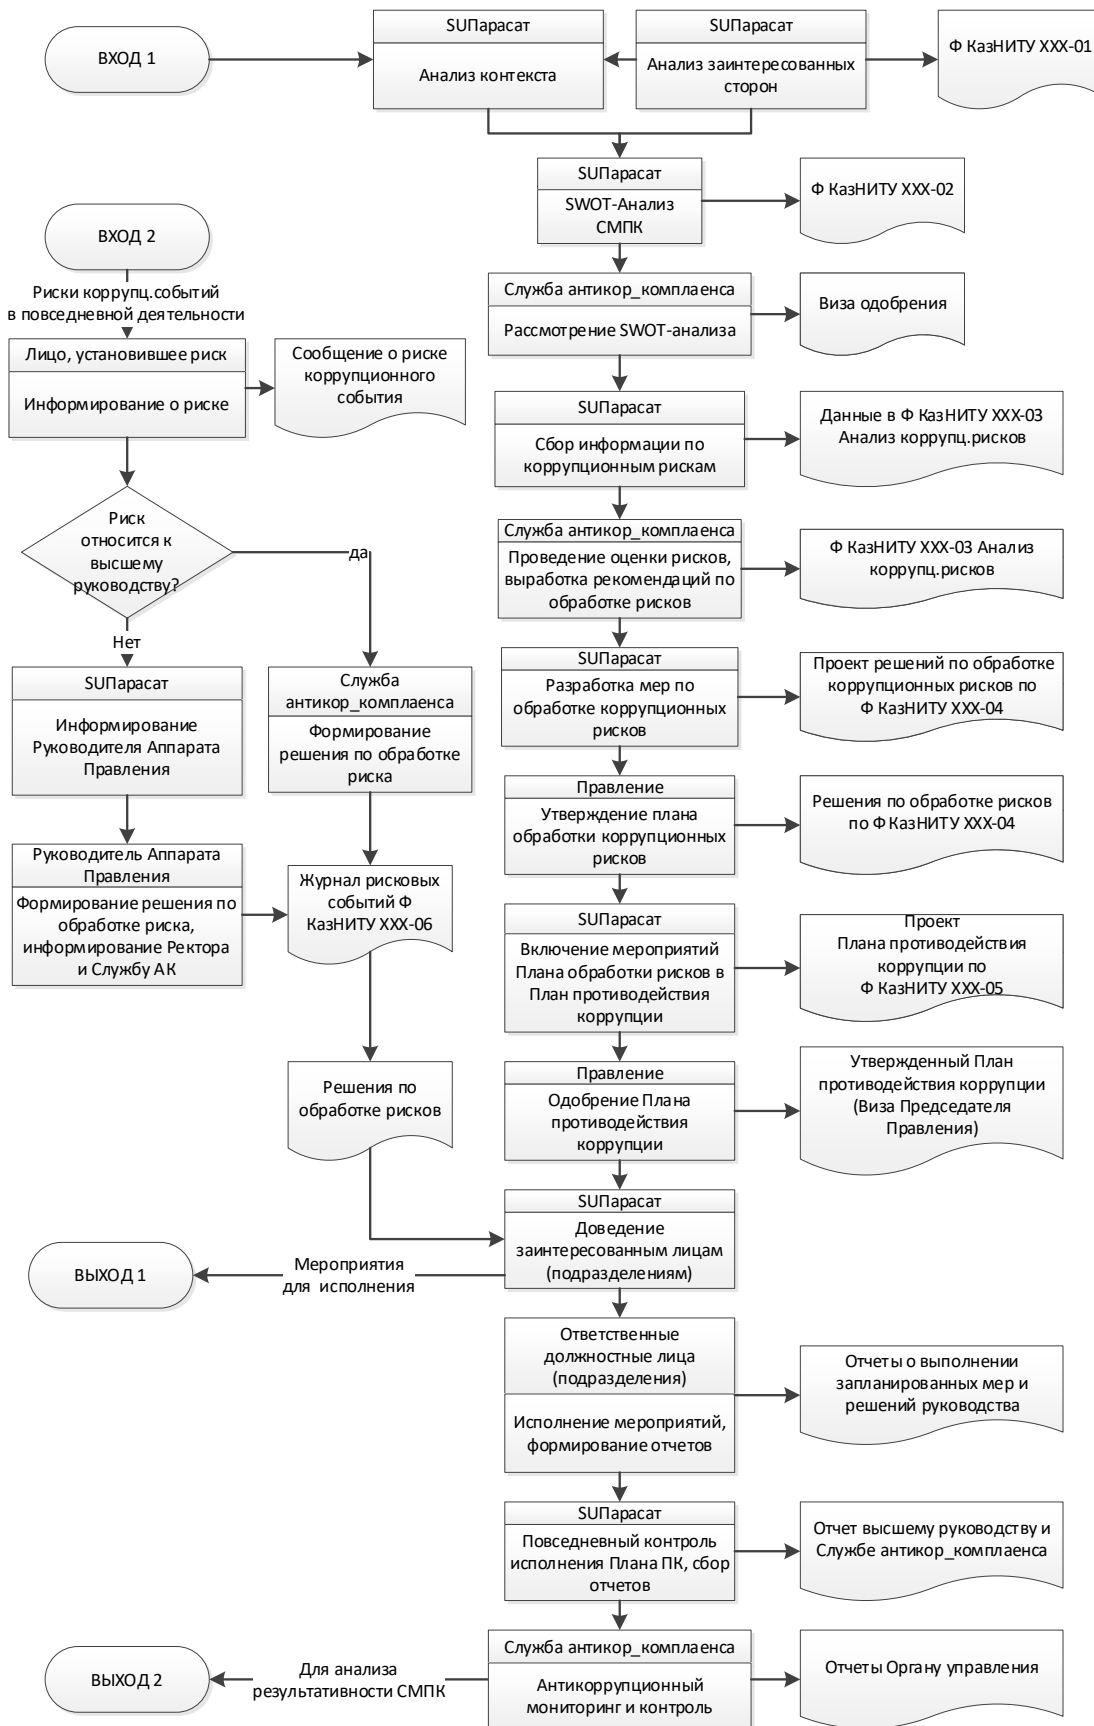 ВХОД 1
SUПарасат
Анализ контекста
SUПарасат
Анализ заинтересованных
сторон
Ф КазНИТУ ХХХ-01
SUПарасат
SWOT-Анализ
СМПК
Ф КазНИТУ ХХХ-02
ВХОД 2
Риски коррупц.событий
в повседневной деятельности
Служба антикор_комплаенса
Рассмотрение SWOT-анализа
Виза одобрения
Лицо, установившее риск
Информирование о риске
Сообщение о риске
коррупционного
события
SUПарасат
Сбор информации по
коррупционным рискам
Данные в Ф КазНИТУ ХХХ-03
Анализ коррупц.рисков
Риск
относится к
высшему
руководству?
да
Нет
Служба антикор_комплаенса
Проведение оценки рисков,
выработка рекомендаций по
обработке рисков
Ф КазНИТУ ХХХ-03 Анализ
коррупц.рисков
SUПарасат
Информирование
Руководителя Аппарата
Правления
Служба
антикор_комплаенса
Формирование
решения по обработке
риска
SUПарасат
Разработка мер по
обработке коррупционных
рисков
Проект решений по обработке
коррупционных рисков по
Ф КазНИТУ ХХХ-04
Правление
Утверждение плана
обработки коррупционных
рисков
Решения по обработке рисков
по Ф КазНИТУ ХХХ-04
Руководитель Аппарата
Правления
Формирование решения по
обработке риска,
информирование Ректора
и Службу АК
Журнал рисковых
событий Ф
КазНИТУ ХХХ-06
SUПарасат
Включение мероприятий
Плана обработки рисков в
План противодействия
коррупции
Проект
Плана противодействия
коррупции по
Ф КазНИТУ ХХХ-05
Решения по
обработке рисков
Правление
Одобрение Плана
противодействия
коррупции
Утвержденный План
противодействия коррупции
(Виза Председателя
Правления)
SUПарасат
Доведение
заинтересованным лицам
(подразделениям)
ВЫХОД 1
Мероприятия
для исполнения
Ответственные
должностные лица
(подразделения)
Исполнение мероприятий,
формирование отчетов
Отчеты о выполнении
запланированных мер и
решений руководства
SUПарасат
Повседневный контроль
исполнения Плана ПК, сбор
отчетов
Отчет высшему руководству и
Службе антикор_комплаенса
ВЫХОД 2
Для анализа
результативности СМПК
Служба антикор_комплаенса
Антикоррупционный
мониторинг и контроль
Отчеты Органу управления